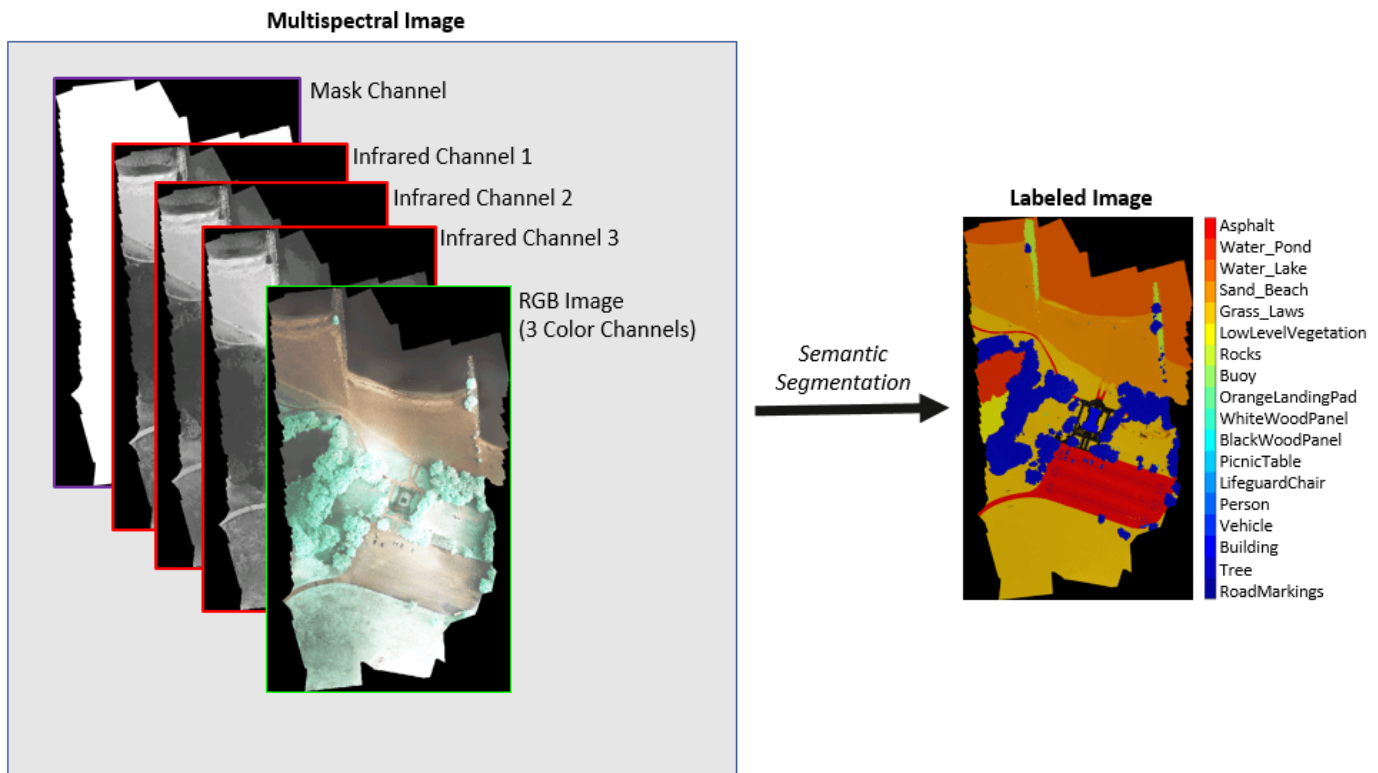 Multispectral Image
Mask Channel
Infrared Channel 1
Infrared Channel 2
Infrared Channel 3
RGB Image
(3 Color Channels)
Semantic
Segmentation
Labeled Image
Asphalt
Water_Pond
Water_Lake
Sand_Beach
Grass_Laws
LowLevelVegetation
Rocks
Buoy
OrangeLandingPad
WhiteWoodPanel
BlackWoodPanel
PicnicTable
LifeguardChair
Person
Vehicle
Building
Tree
RoadMarkings